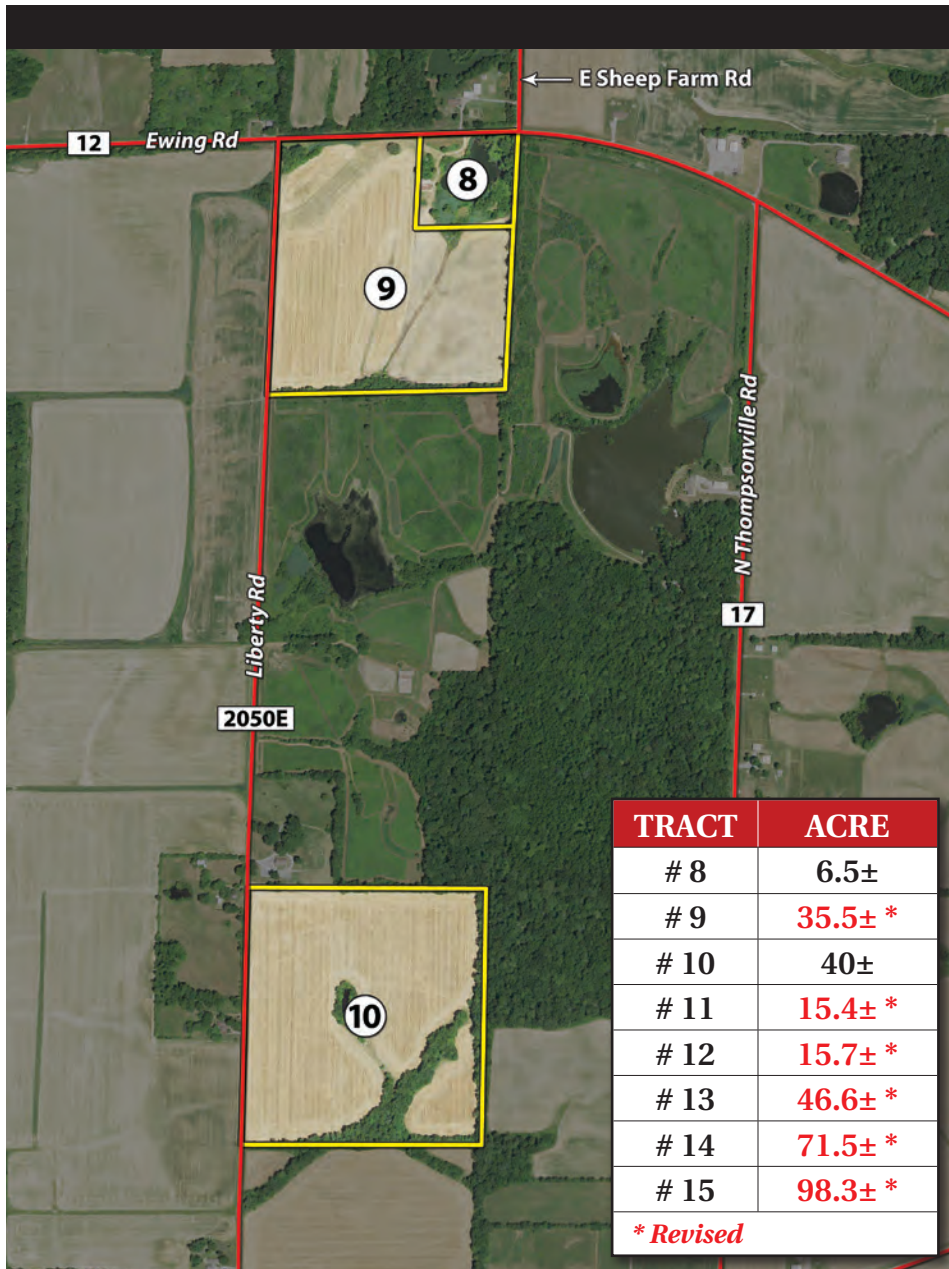 E Sheep Farm Rd
12
Ewing Rd
8
9
N Thompsonville Rd
Liberty Rd
17
2050E
10
TRACT ACRE
# 8 6.5±
# 9 35.5± *
# 10 40±
# 11 15.4± *
# 12 15.7± *
# 13 46.6± *
# 14 71.5± *
# 15 98.3± *
* Revised